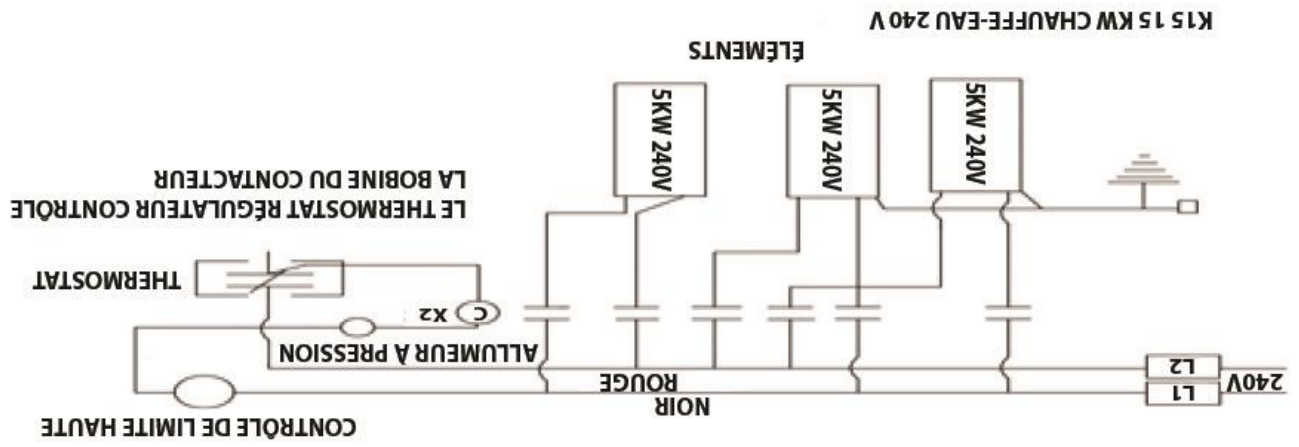 CONTRÔLE DE LIMITE HAUTE
NOIR
ROUGE
240V
L1
L2
ALLUMEUR À PRESSION
C
X2
THERMOSTAT
LE THERMOSTAT RÉGULATEUR CONTRÔLE
LA BOBINE DU CONTACTEUR
5KW 240V
5KW 240V
5KW 240V
ÉLÉMENTS
K15 15 KW CHAUFFE-EAU 240 V